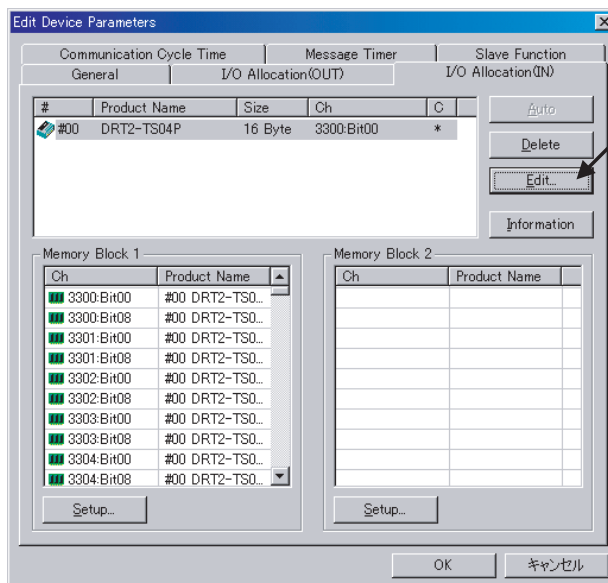 Edit Device Parameters
Communication Cycle Time Message Timer Slave Function
General I/O Allocation(OUT) I/O Allocation(IN)
# Product Name Size Ch C
#00 DRT2-TS04P 16 Byte 3300:Bit00 *
Auto
Delete
Edit...
Information
Memory Block 1
Ch Product Name
3300:Bit00 #00 DRT2-TS0...
3300:Bit08 #00 DRT2-TS0...
3301:Bit00 #00 DRT2-TS0...
3301:Bit08 #00 DRT2-TS0...
3302:Bit00 #00 DRT2-TS0...
3302:Bit08 #00 DRT2-TS0...
3303:Bit00 #00 DRT2-TS0...
3303:Bit08 #00 DRT2-TS0...
3304:Bit00 #00 DRT2-TS0...
3304:Bit08 #00 DRT2-TS0...
Setup...
Memory Block 2
Ch Product Name
Setup...
OK キャンセル